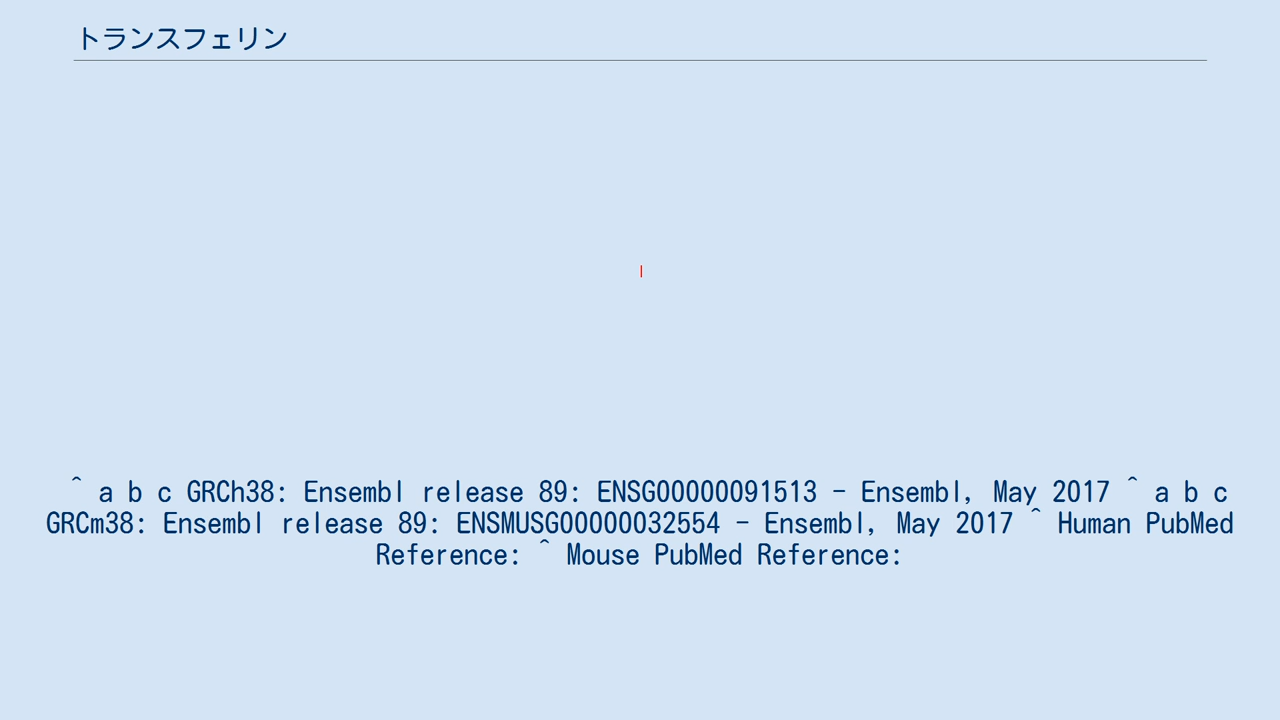 トランスフェリン
^ a b c GRCh38: Ensembl release 89: ENSG00000091513 - Ensembl, May 2017 ^ a b c
GRCm38: Ensembl release 89: ENSMUSG00000032554 - Ensembl, May 2017 ^ Human PubMed
Reference: ^ Mouse PubMed Reference: